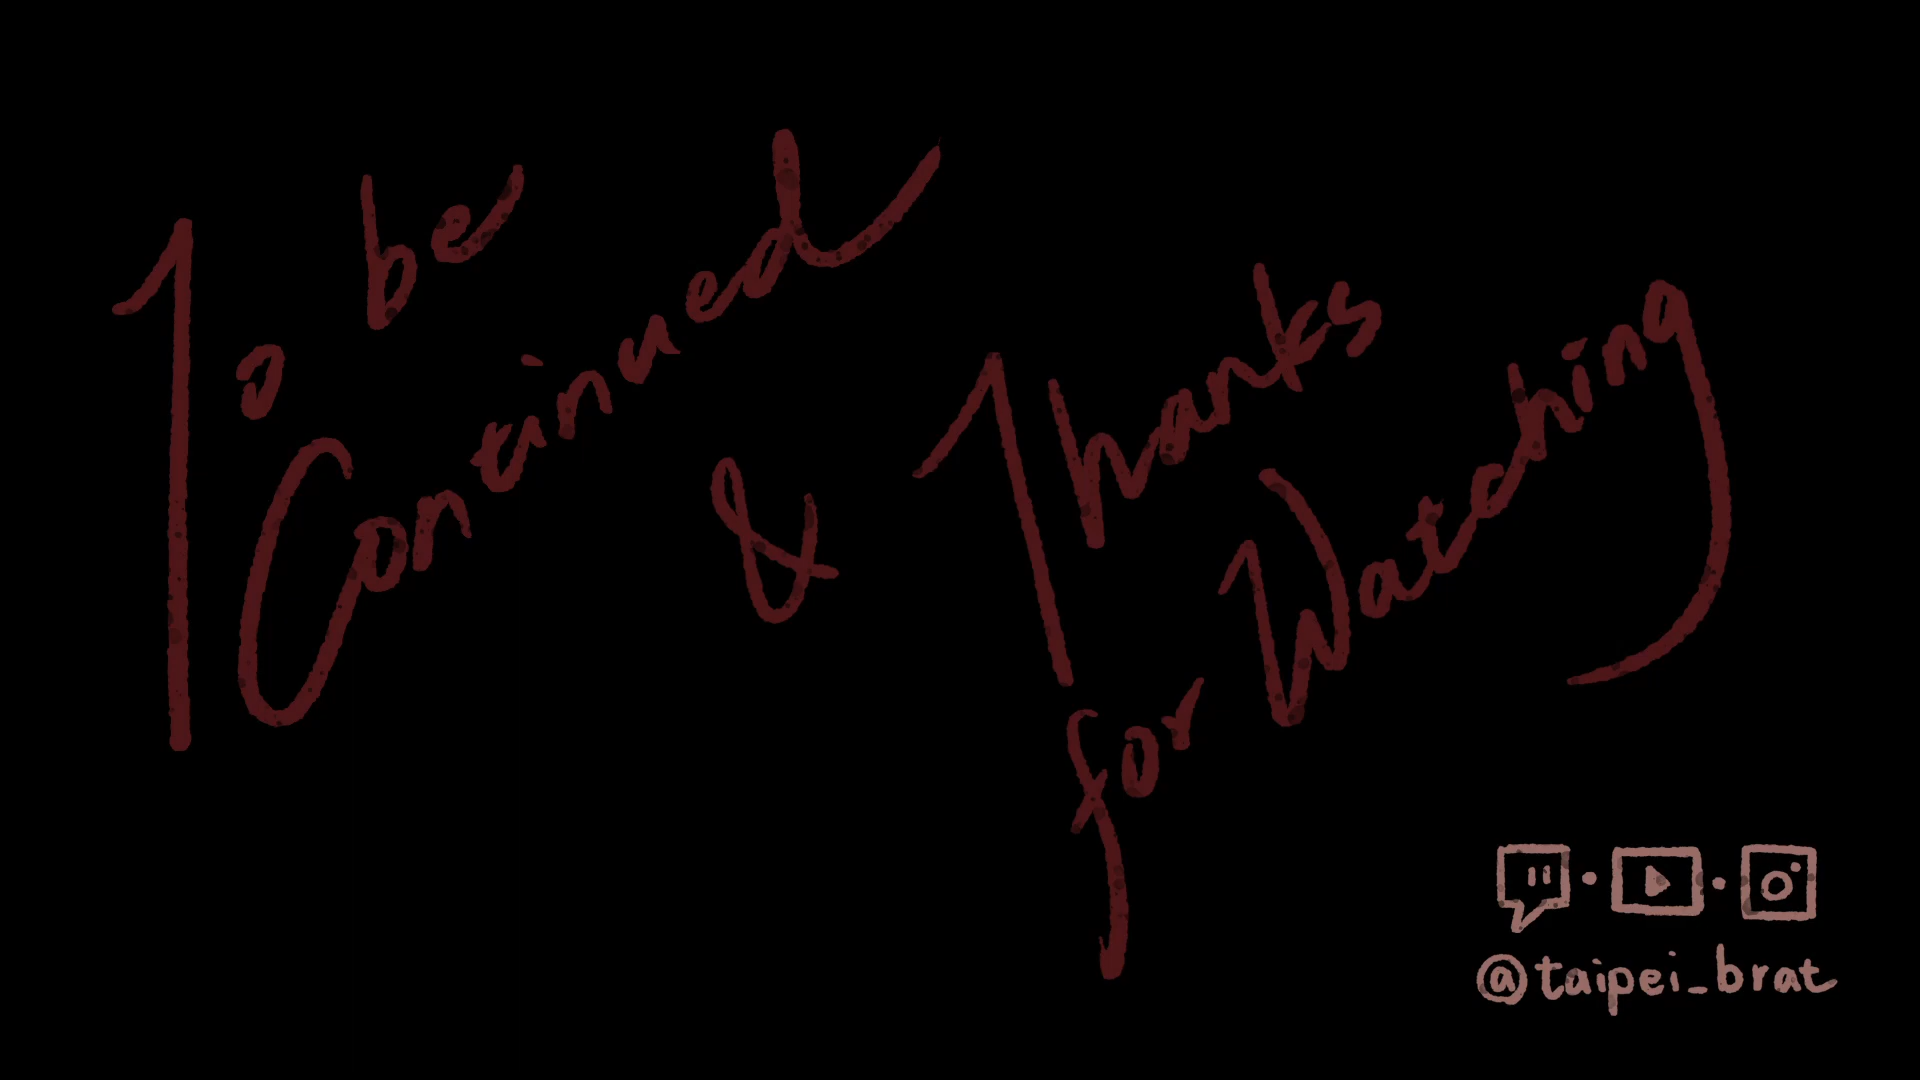 To be
Continued
& Thanks
for Watching
@taipei_brat